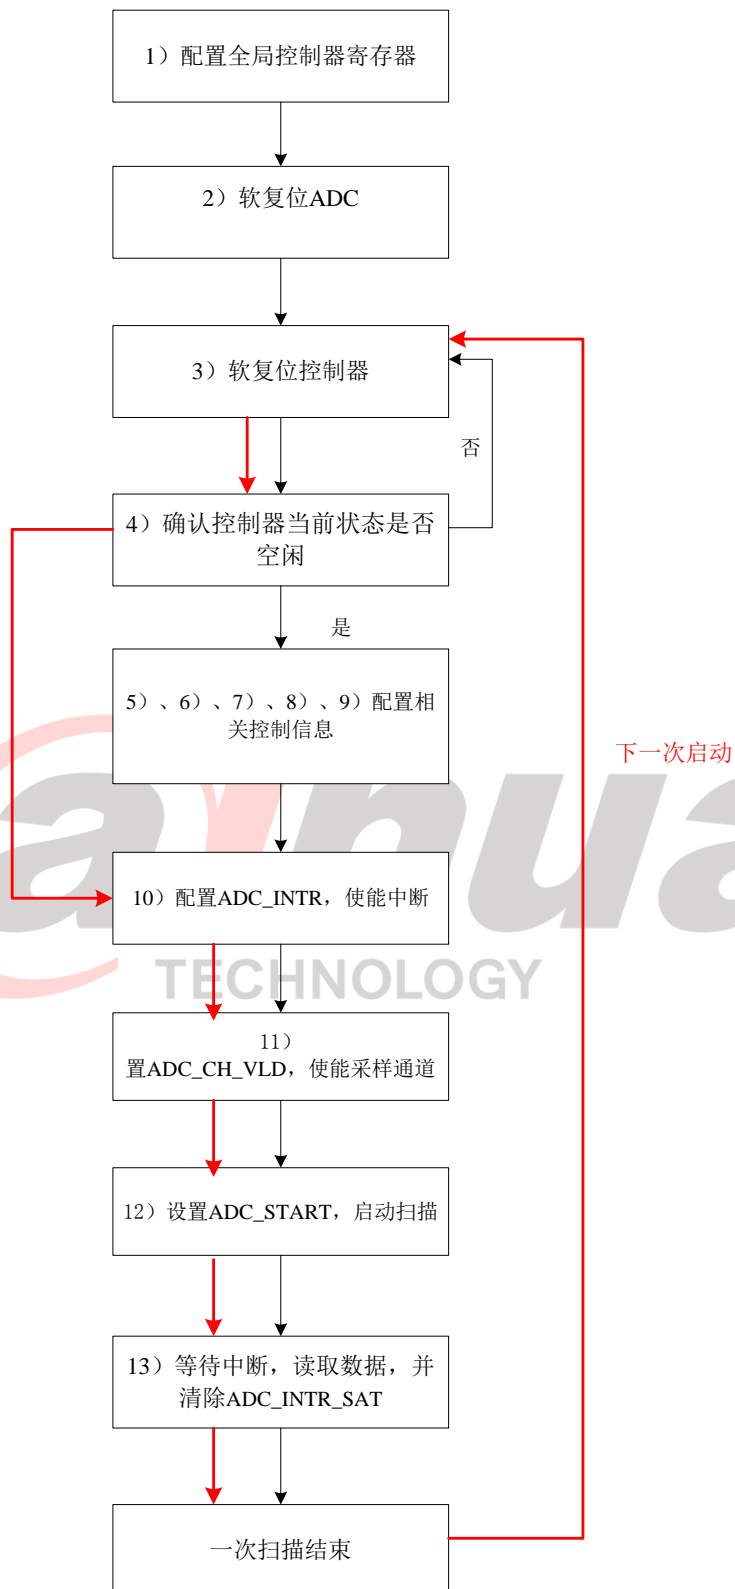 1）配置全局控制器寄存器
2）软复位ADC
3）软复位控制器
否
4）确认控制器当前状态是否
空闲
是
5）、6）、7）、8）、9）配置相
关控制信息
下一次启动
alhua
TECHNOLOGY
10）配置ADC_INTR，使能中断
11）
置ADC_CH_VLD，使能采样通道
12）设置ADC_START，启动扫描
13）等待中断，读取数据，并
清除ADC_INTR_SAT
一次扫描结束